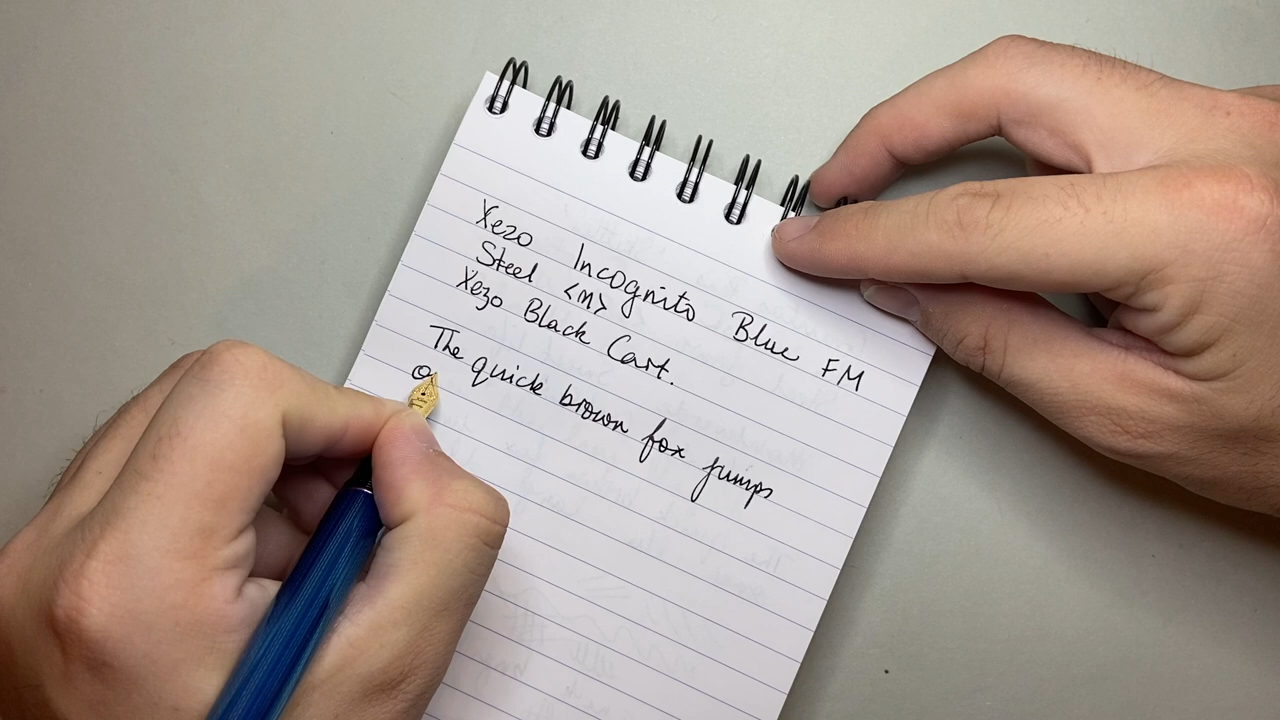 Xezo Incognito Blue FM
Steel <M>
Xezo Black Cart.
The quick brown fox jumps
o